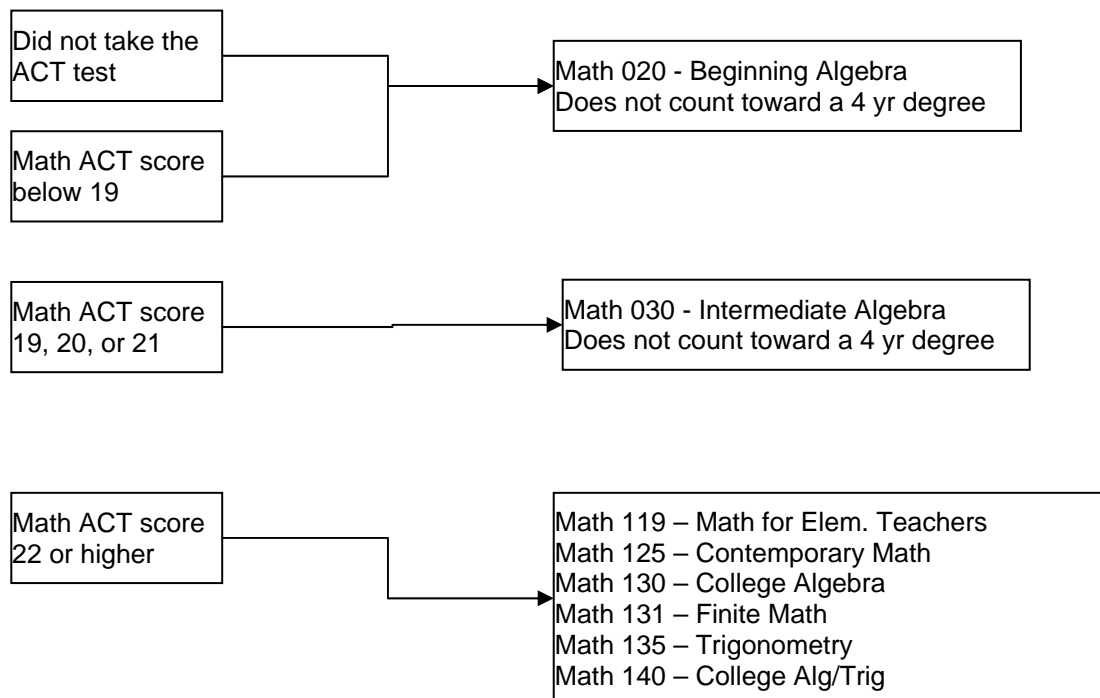 Did not take the
ACT test
Math 020 - Beginning Algebra
Does not count toward a 4 yr degree
Math ACT score
below 19
Math ACT score
19, 20, or 21
Math 030 - Intermediate Algebra
Does not count toward a 4 yr degree
Math ACT score
22 or higher
Math 119 – Math for Elem. Teachers
Math 125 – Contemporary Math
Math 130 – College Algebra
Math 131 – Finite Math
Math 135 – Trigonometry
Math 140 – College Alg/Trig